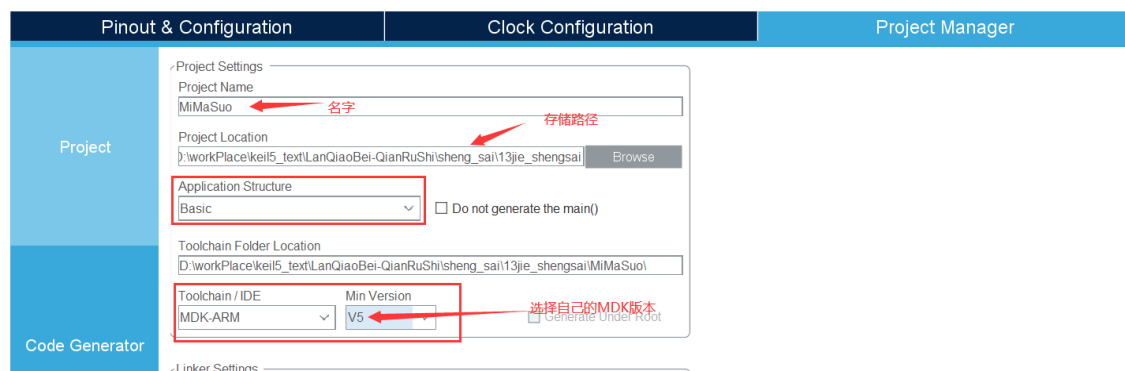 Pinout & Configuration
Clock Configuration
Project Manager
Project
Code Generator
Project Settings
Project Name
MiMaSuo
名字
存储路径
Project Location
):\workPlace\keil5_text\LanQiaoBei-QianRuShi\sheng_sai\13jie_shengsai
Browse
Application Structure
Basic
Do not generate the main()
Toolchain Folder Location
D:\workPlace\keil5_text\LanQiaoBei-QianRuShi\sheng_sai\13jie_shengsai\MiMaSuo\
Toolchain / IDE
Min Version
MDK-ARM
V5
选择自己的MDK版本
Generate Under Root
Linker Settings